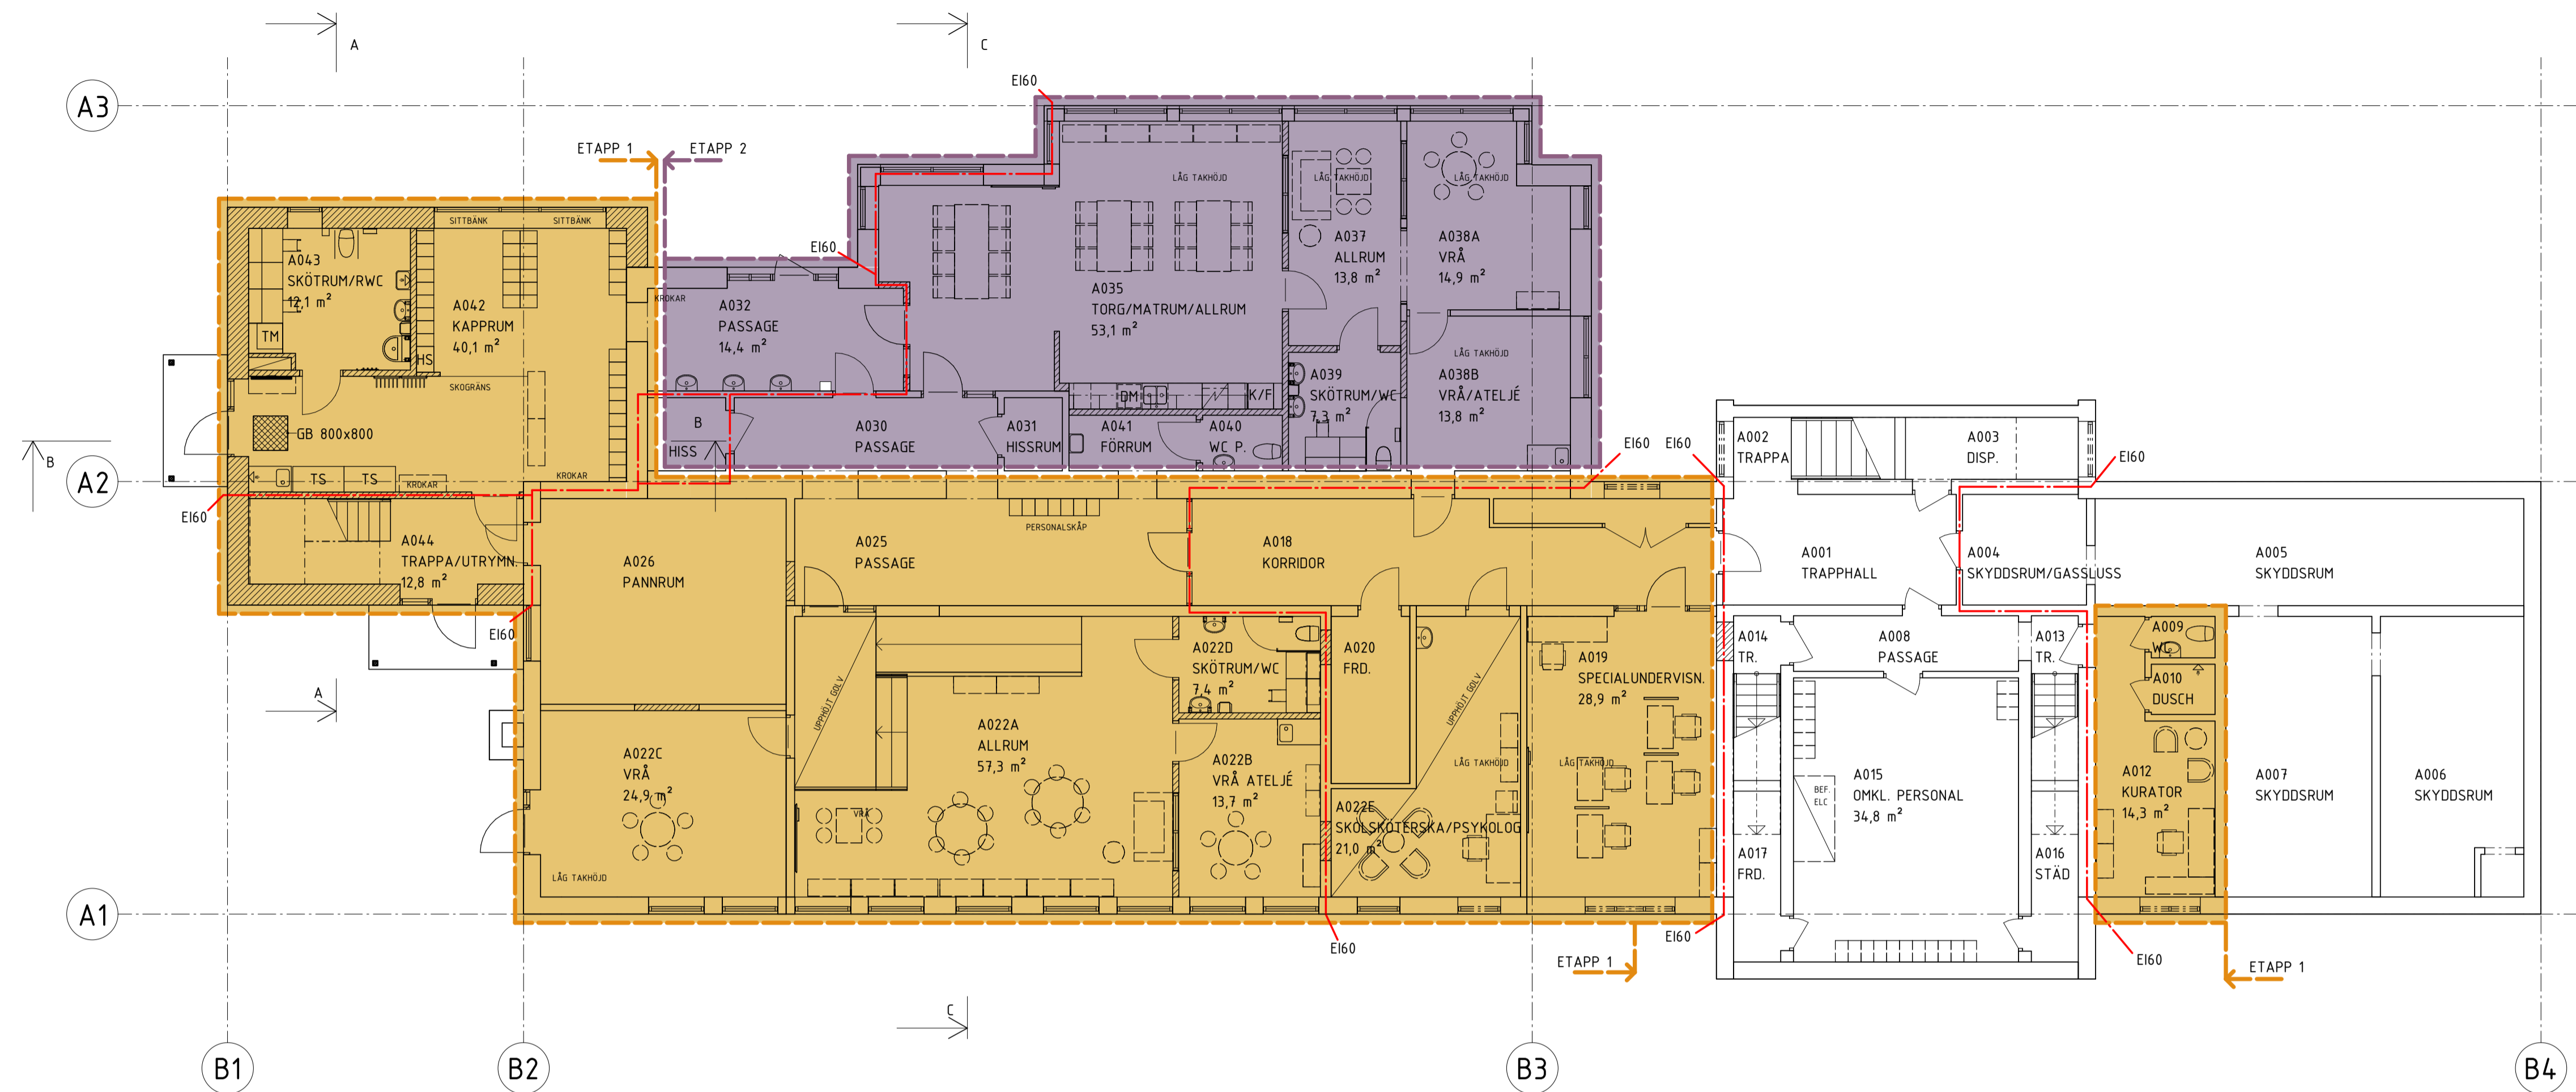 A
C
A3
EI60
ETAPP 1
ETAPP 2
LÅG TAKHÖJD
LÅG TAKHÖJD
LÅG TAKHÖJD
SITTBÄNK
SITTBÄNK
EI60
A043
SKÖTRUM/RWC
12,1 m²
A042
KAPPRUM
40,1 m²
TM
HS
SKOGRÄNS
KROKAR
A032
PASSAGE
14,4 m²
A035
TORG/MATRUM/ALLRUM
53,1 m²
A037
ALLRUM
13,8 m²
A038A
VRÅ
14,9 m²
LÅG TAKHÖJD
A038B
VRÅ/ATELJÉ
13,8 m²
A039
SKÖTRUM/WC
7,3 m²
DM
K/F
GB 800x800
B
HISS
A030
PASSAGE
A031
HISSRUM
A041
FÖRRUM
A040
WC P.
B
A2
TS
TS
KROKAR
KROKAR
EI60
EI60
EI60
EI60
A002
TRAPPA
A003
DISP.
A044
TRAPPA/UTRYMN.
12,8 m²
EI60
A026
PANNRUM
A025
PASSAGE
PERSONALSKÅP
A018
KORRIDOR
A001
TRAPPHALL
A004
SKYDDSRUM/GASSLUSS
A005
SKYDDSRUM
A
A022C
VRÅ
24,9 m²
LÅG TAKHÖJD
UPPHÖJT GOLV
A022A
ALLRUM
57,3 m²
VRÅ
A022D
SKÖTRUM/WC
7,4 m²
A022B
VRÅ ATELJÉ
13,7 m²
A020
FRD.
UPPHÖJT GOLV
LÅG TAKHÖJD
A022E
SKOLSKÖTERSKA/PSYKOLOG
21,0 m²
A019
SPECIALUNDERVISN.
28,9 m²
LÅG TAKHÖJD
A014
TR.
A008
PASSAGE
A013
TR.
A009
WC
A010
DUSCH
A015
OMKL. PERSONAL
34,8 m²
BEF.
ELC
A012
KURATOR
14,3 m²
A007
SKYDDSRUM
A006
SKYDDSRUM
A017
FRD.
A016
STÄD
A1
EI60
EI60
EI60
ETAPP 1
ETAPP 1
C
B1
B2
B3
B4